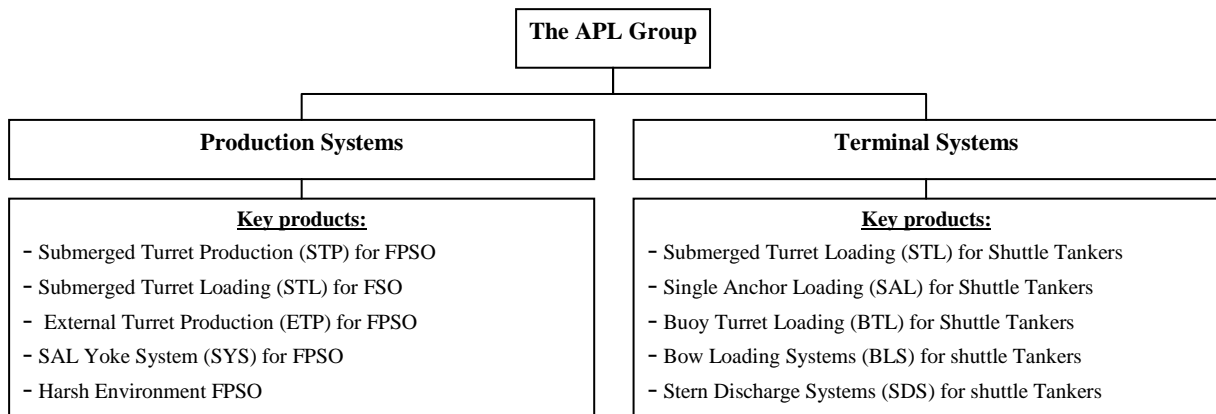 The APL Group
Production Systems
Key products:
- Submerged Turret Production (STP) for FPSO
- Submerged Turret Loading (STL) for FSO
- External Turret Production (ETP) for FPSO
- SAL Yoke System (SYS) for FPSO
- Harsh Environment FPSO
Terminal Systems
Key products:
- Submerged Turret Loading (STL) for Shuttle Tankers
- Single Anchor Loading (SAL) for Shuttle Tankers
- Buoy Turret Loading (BTL) for Shuttle Tankers
- Bow Loading Systems (BLS) for shuttle Tankers
- Stern Discharge Systems (SDS) for shuttle Tankers